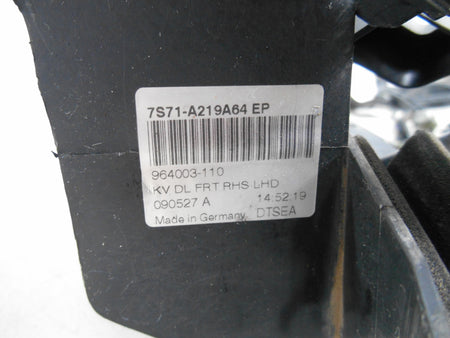 7S71-A219A64 EP
964003-110
KV DL FRT RHS LHD
090527 A 14.52.19
Made in Germany DTSEA